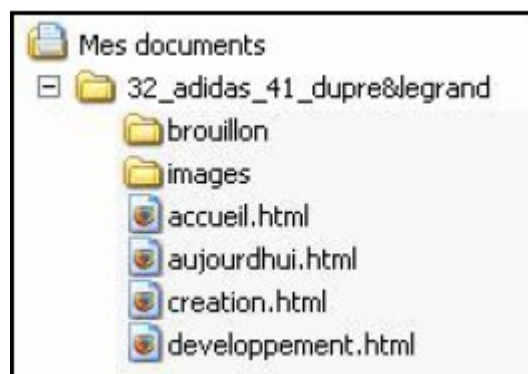 Mes documents
32_adidas_41_dupre&legrand
brouillon
images
accueil.html
aujourdhui.html
creation.html
developpement.html